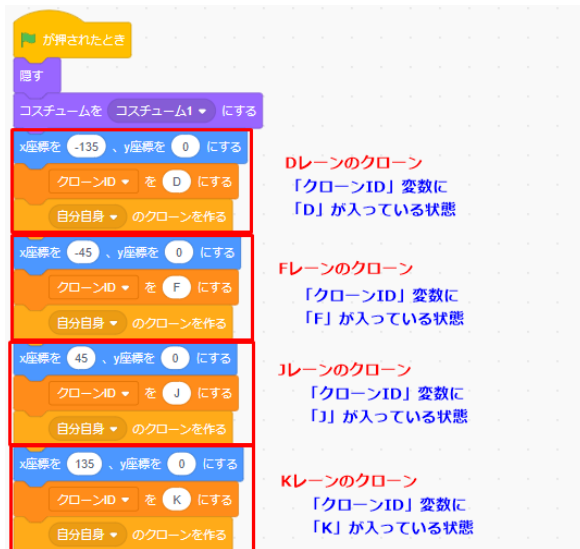 が押されたとき
隠す
コスチュームを コスチューム1 にする
x座標を -135 、y座標を 0 にする
クローンID を D にする
自分自身 のクローンを作る
Dレーンのクローン
「クローンID」変数に
「D」が入っている状態
x座標を -45 、y座標を 0 にする
クローンID を F にする
自分自身 のクローンを作る
Fレーンのクローン
「クローンID」変数に
「F」が入っている状態
x座標を 45 、y座標を 0 にする
クローンID を J にする
自分自身 のクローンを作る
Jレーンのクローン
「クローンID」変数に
「J」が入っている状態
x座標を 135 、y座標を 0 にする
クローンID を K にする
自分自身 のクローンを作る
Kレーンのクローン
「クローンID」変数に
「K」が入っている状態